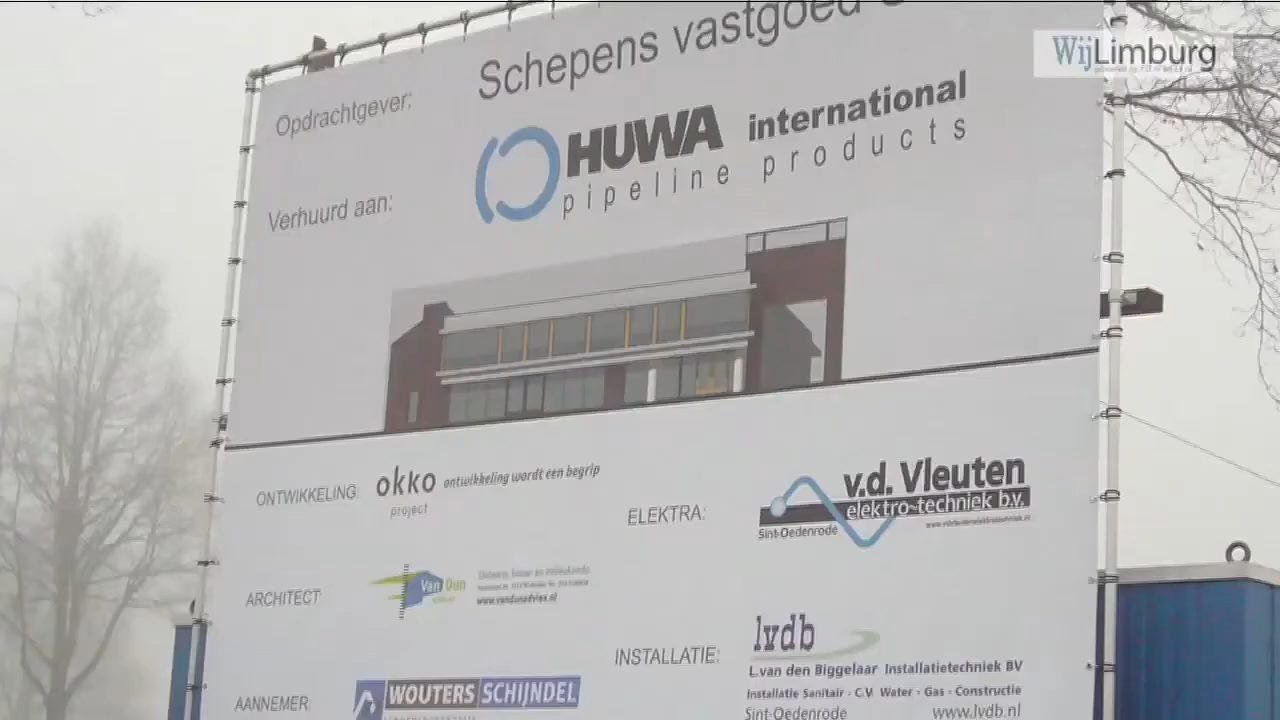 WijLimburg
Opdrachtgever: Schepens vastgoed
Verhuurd aan: HUWA international
pipeline products
ONTWIKKELING okko ontwikkeling wordt een begrip
project
ELEKTRA: v.d. Vleuten
elektro-techniek b.v.
Sint-Oedenrode
ARCHITECT: Van Dun
www.vandunadvies.nl
INSTALLATIE: lvdb
L.van den Biggelaar Installatietechniek BV
Installatie Sanitair - C.V. Water - Gas - Constructie
Sint-Oedenrode www.lvdb.nl
AANNEMER: WOUTERS SCHIJNDEL